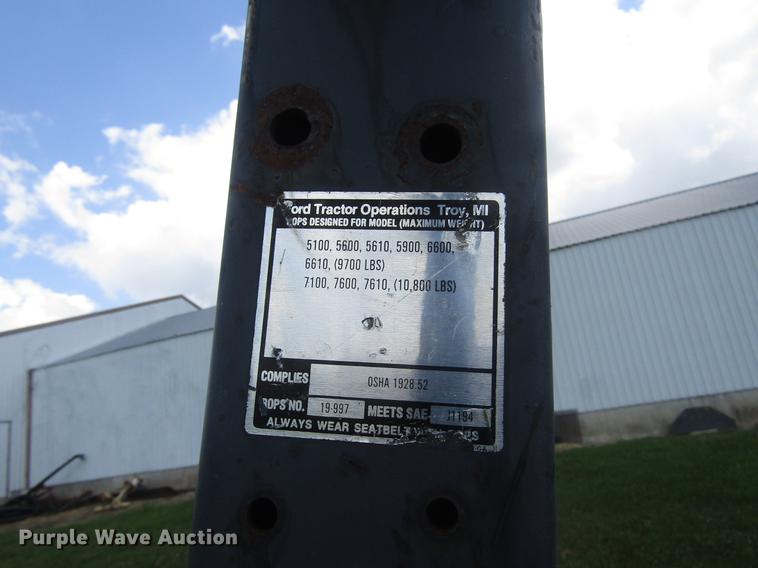 ord Tractor Operations Troy, MI
OPS DESIGNED FOR MODEL (MAXIMUM WEIGHT)
5100, 5600, 5610, 5900, 6600,
6610, (9700 LBS)
7100, 7600, 7610, (10,800 LBS)
COMPLIES OSHA 1928.52
ROPS NO. 19-997 MEETS SAE- J1194
ALWAYS WEAR SEATBELT
Purple Wave Auction